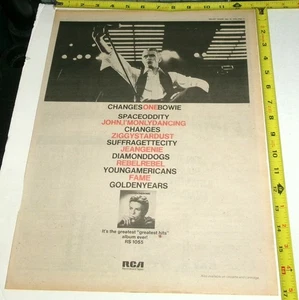 CHANGESONEBOWIE
SPACEODDITY
JOHN,I'MONLYDANCING
CHANGES
ZIGGYSTARDUST
SUFFRAGETTECITY
JEANGENIE
DIAMONDDOGS
REBELREBEL
YOUNGAMERICANS
FAME
GOLDENYEARS
It's the greatest "greatest hits"
album ever!
RS 1055
RCA